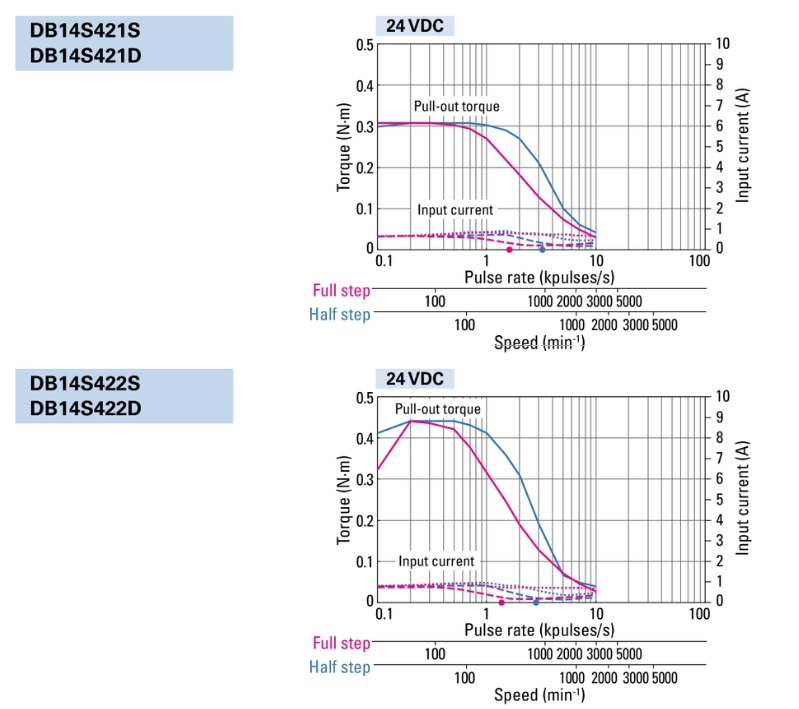 DB14S421S
DB14S421D
24 VDC
0.5
0.4
0.3
0.2
0.1
0
Torque (N·m)
Pull-out torque
Input current
10
9
8
7
6
5
4
3
2
1
0
Input current (A)
0.1 1 10 100
Pulse rate (kpulses/s)
Full step 100 1000 2000 3000 5000
Half step 100 1000 2000 3000 5000
Speed (min⁻¹)
DB14S422S
DB14S422D
24 VDC
0.5
0.4
0.3
0.2
0.1
0
Torque (N·m)
Pull-out torque
Input current
10
9
8
7
6
5
4
3
2
1
0
Input current (A)
0.1 1 10 100
Pulse rate (kpulses/s)
Full step 100 1000 2000 3000 5000
Half step 100 1000 2000 3000 5000
Speed (min⁻¹)